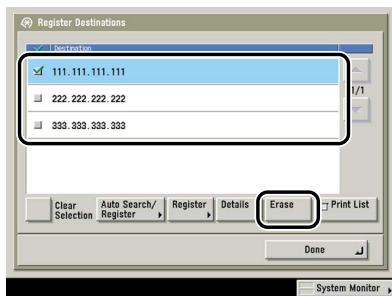 Register Destinations
Destination
111.111.111.111
1/1
222.222.222.222
333.333.333.333
Clear Selection
Auto Search/ Register
Register
Details
Erase
Print List
Done
System Monitor